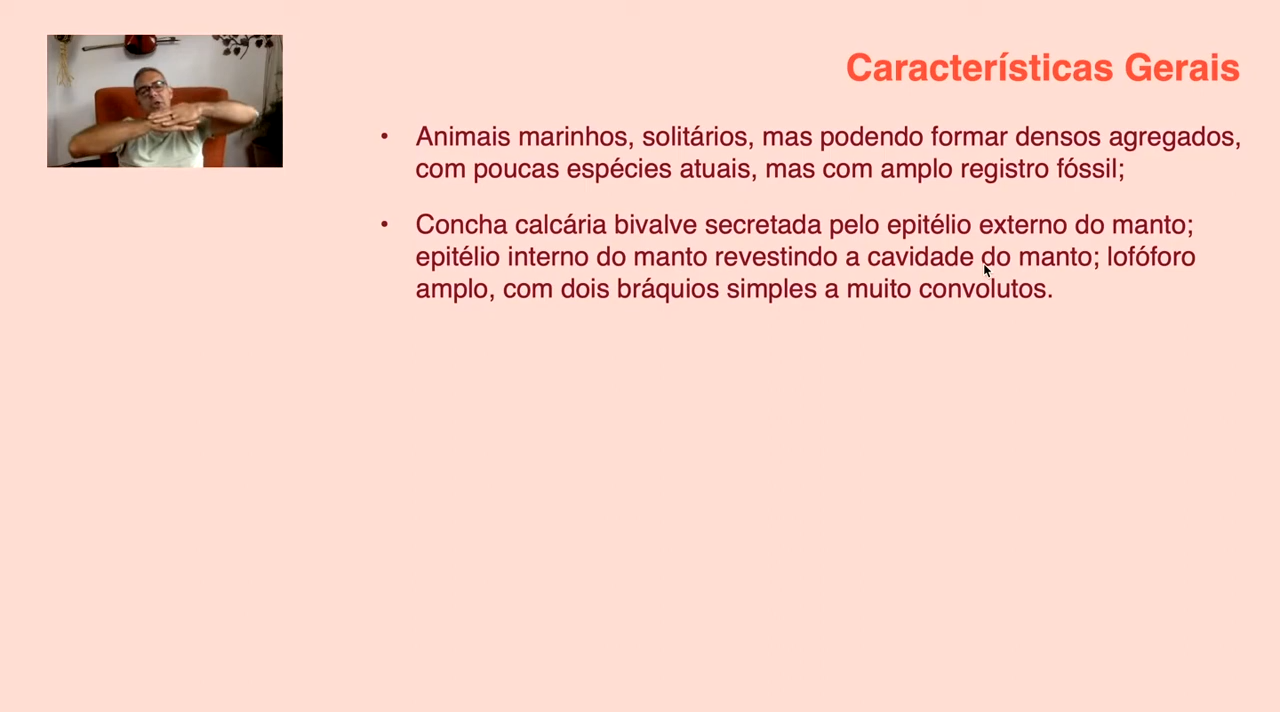 Características Gerais
• Animais marinhos, solitários, mas podendo formar densos agregados,
com poucas espécies atuais, mas com amplo registro fóssil;
• Concha calcária bivalve secretada pelo epitélio externo do manto;
epitélio interno do manto revestindo a cavidade do manto; lofóforo
amplo, com dois bráquios simples a muito convolutos.